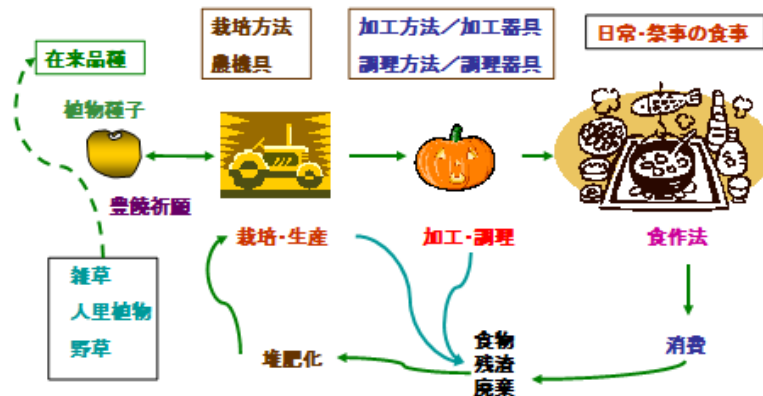 栽培方法
農機具
加工方法／加工器具
調理方法／調理器具
日常・祭事の食事
在来品種
植物種子
豊饒祈願
栽培・生産
加工・調理
食作法
雑草
人里植物
野草
堆肥化
食物
残渣
廃棄
消費